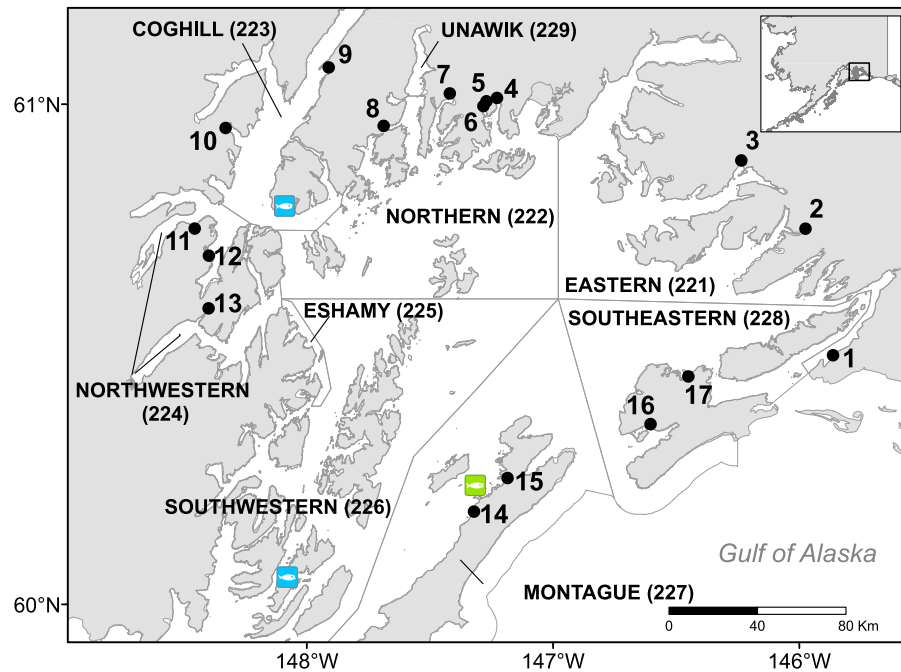 COGHILL (223)
UNAWIK (229)
9
7
5
4
6
8
10
61°N
3
2
NORTHERN (222)
11
12
EASTERN (221)
13
ESHAMY (225)
SOUTHEASTERN (228)
1
NORTHWESTERN
(224)
17
16
15
SOUTHWESTERN (226)
14
Gulf of Alaska
MONTAGUE (227)
60°N
0
40
80 Km
148°W
147°W
146°W